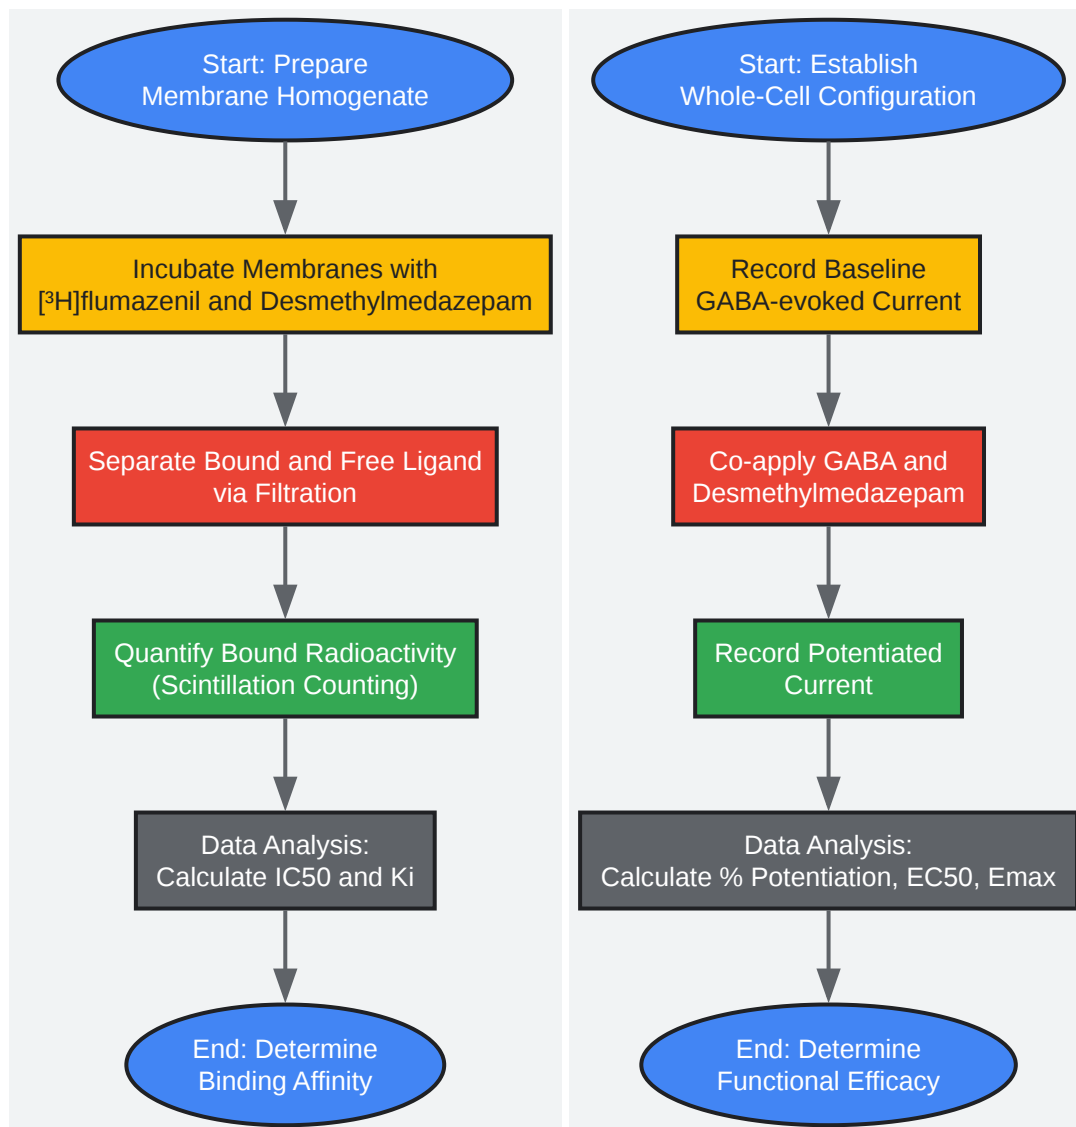 Start: Prepare
Membrane Homogenate
Incubate Membranes with
[³H]flumazenil and Desmethylmedazepam
Separate Bound and Free Ligand
via Filtration
Quantify Bound Radioactivity
(Scintillation Counting)
Data Analysis:
Calculate IC50 and Ki
End: Determine
Binding Affinity
Start: Establish
Whole-Cell Configuration
Record Baseline
GABA-evoked Current
Co-apply GABA and
Desmethylmedazepam
Record Potentiated
Current
Data Analysis:
Calculate % Potentiation, EC50, Emax
End: Determine
Functional Efficacy